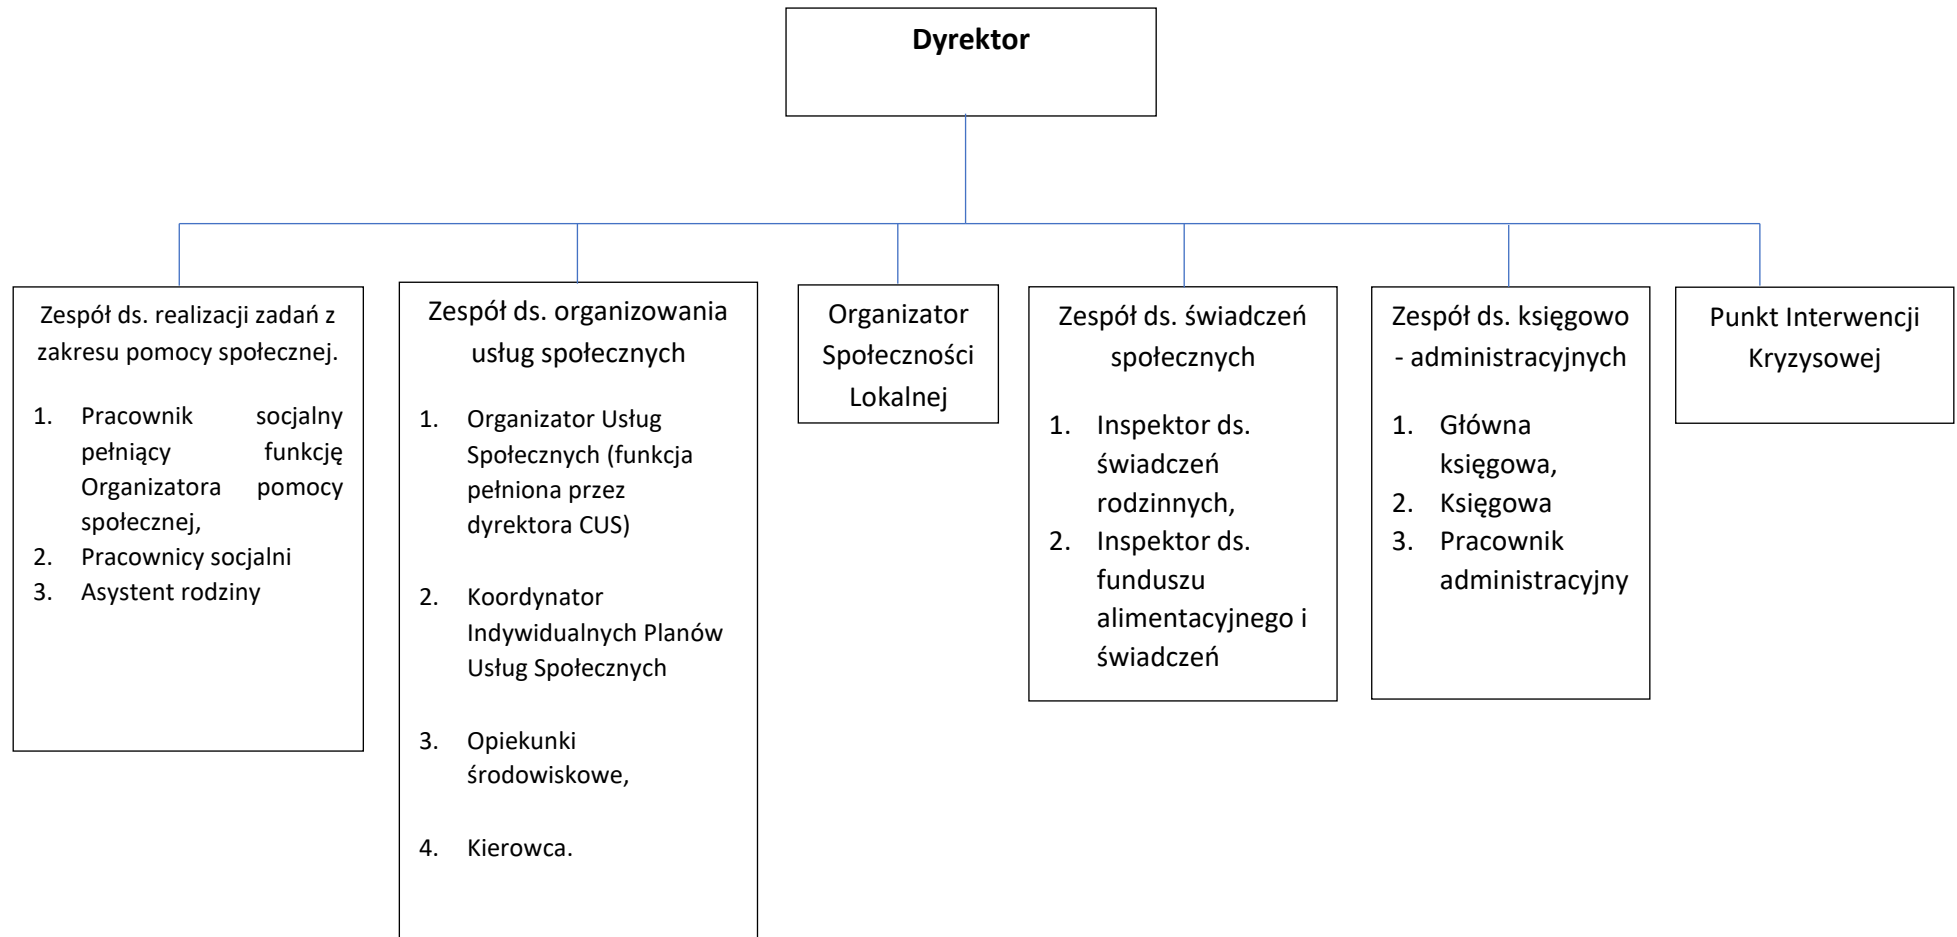 Dyrektor
Zespół ds. realizacji zadań z
zakresu pomocy społecznej.
1. Pracownik socjalny
pełniący funkcję
Organizatora pomocy
społecznej,
2. Pracownicy socjalni
3. Asystent rodziny
Zespół ds. organizowania
usług społecznych
1. Organizator Usług
Społecznych (funkcja
pełniona przez
dyrektora CUS)
2. Koordynator
Indywidualnych Planów
Usług Społecznych
3. Opiekunki
środowiskowe,
4. Kierowca.
Organizator
Społeczności
Lokalnej
Zespół ds. świadczeń
społecznych
1. Inspektor ds.
świadczeń
rodzinnych,
2. Inspektor ds.
funduszu
alimentacyjnego i
świadczeń
Zespół ds. księgowo
- administracyjnych
1. Główna
księgowa,
2. Księgowa
3. Pracownik
administracyjny
Punkt Interwencji
Kryzysowej